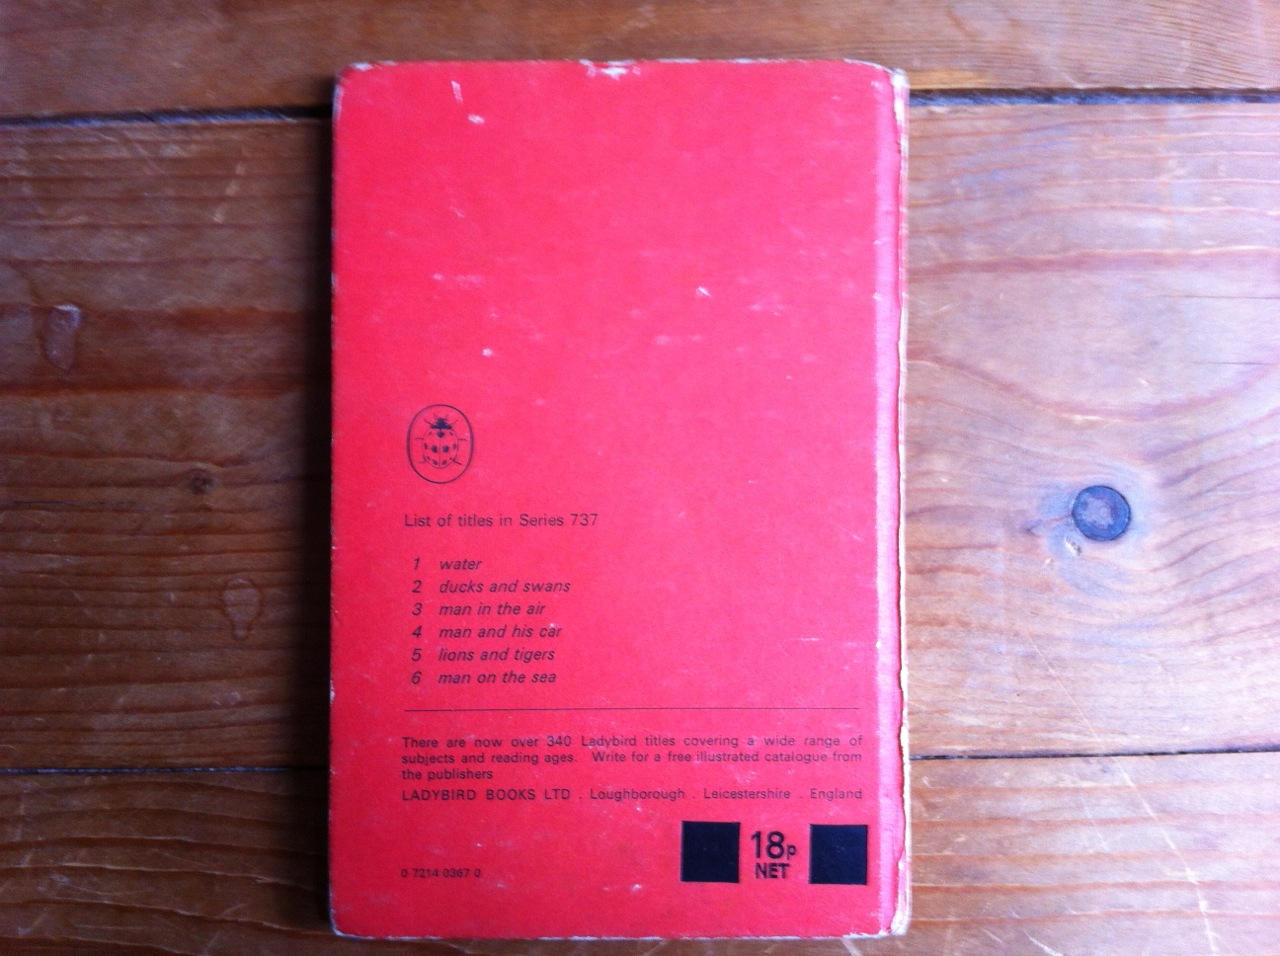 List of titles in Series 737
1 water
2 ducks and swans
3 man in the air
4 man and his car
5 lions and tigers
6 man on the sea
There are now over 340 Ladybird titles covering a wide range of
subjects and reading ages. Write for a free illustrated catalogue from
the publishers
LADYBIRD BOOKS LTD . Loughborough . Leicestershire . England
18p
NET
0 7214 0367 0